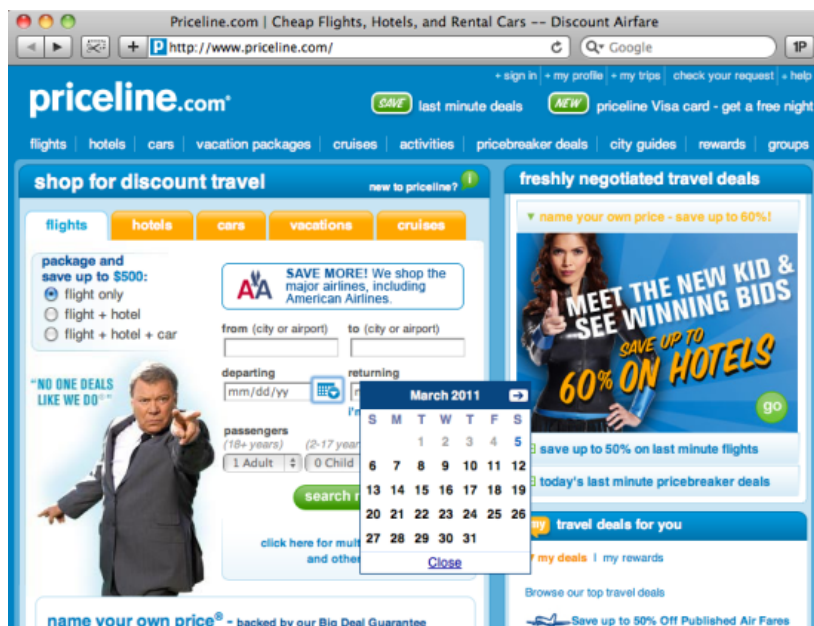 Priceline.com | Cheap Flights, Hotels, and Rental Cars -- Discount Airfare
http://www.priceline.com/
Google
1P
+ sign in + my profile + my trips check your request + help
priceline.com
SAVE last minute deals NEW priceline Visa card - get a free night
flights hotels cars vacation packages cruises activities pricebreaker deals city guides rewards groups
shop for discount travel
new to priceline?
flights hotels cars vacations cruises
package and
save up to $500:
flight only
flight + hotel
flight + hotel + car
"NO ONE DEALS
LIKE WE DO®"
AA
SAVE MORE! We shop the
major airlines, including
American Airlines.
from (city or airport) to (city or airport)
departing returning
mm/dd/yy
I'm
passengers
(18+ years) (2-17 year
1 Adult 0 Child
search
click here for mult
and other
March 2011
S M T W T F S
1 2 3 4 5
6 7 8 9 10 11 12
13 14 15 16 17 18 19
20 21 22 23 24 25 26
27 28 29 30 31
Close
name your own price® - backed by our Big Deal Guarantee
freshly negotiated travel deals
name your own price - save up to 60%!
MEET THE NEW KID &
SEE WINNING BIDS
SAVE UP TO
60% ON HOTELS
go
save up to 50% on last minute flights
today's last minute pricebreaker deals
my travel deals for you
my deals | my rewards
Browse our top travel deals
Save up to 50% Off Published Air Fares